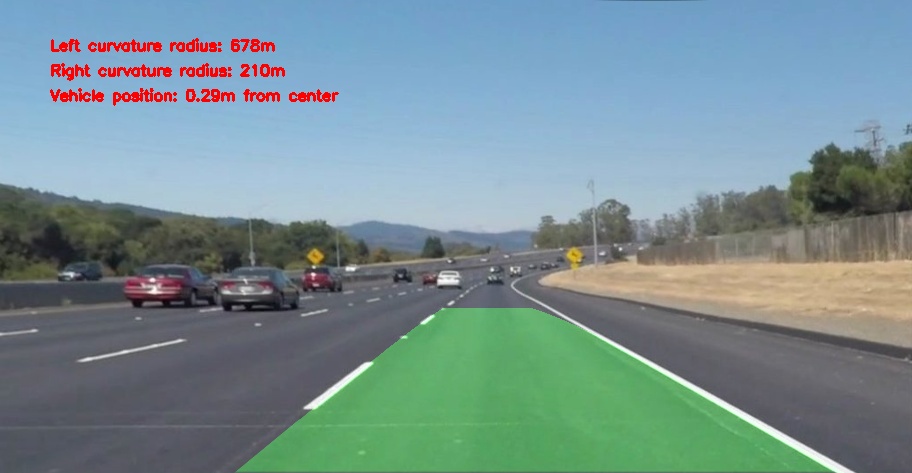 Left curvature radius: 678m
Right curvature radius: 210m
Vehicle position: 0.29m from center